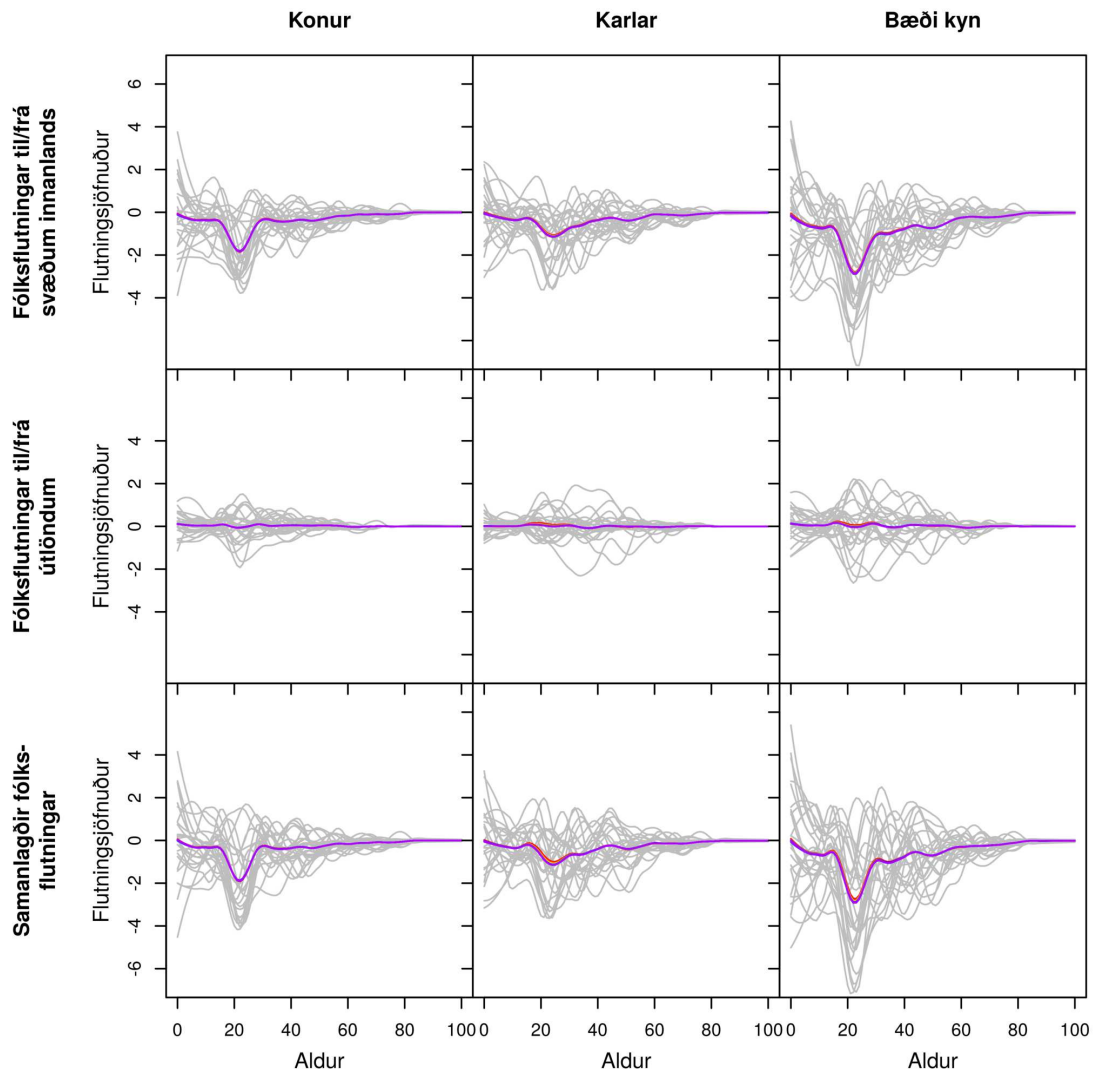 Konur
Karlar
Bæði kyn
Fólksflutningar til/frá
svæðum innanlands
Flutningsjöfnuður
6
4
2
0
-2
-4
Fólksflutningar til/frá
útlöndum
Flutningsjöfnuður
4
2
0
-2
-4
Samanlagðir fólks-
flutningar
Flutningsjöfnuður
4
2
0
-2
-4
-6
0 20 40 60 80 100
0 20 40 60 80 100
0 20 40 60 80 100
Aldur
Aldur
Aldur